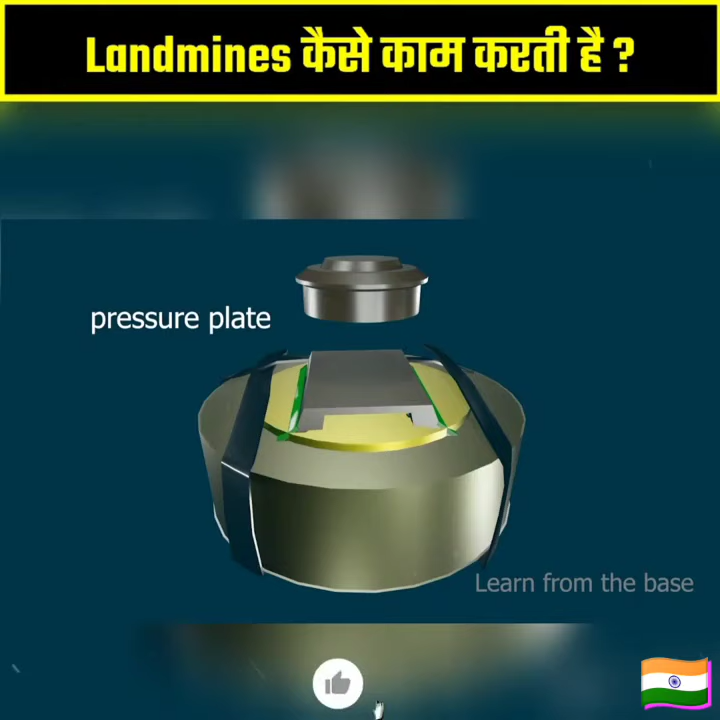 Landmines कैसे काम करती है ?
pressure plate
Learn from the base